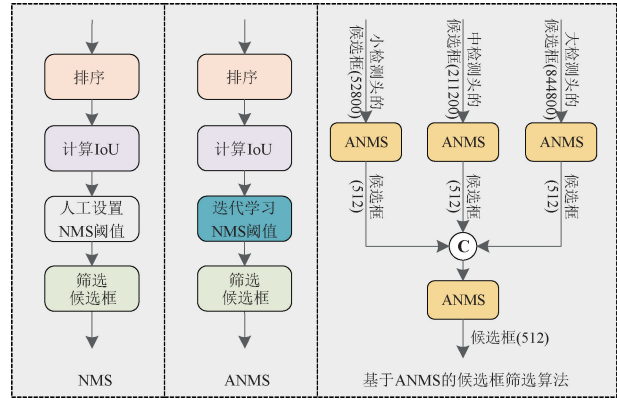 排序
计算IoU
人工设置
NMS阈值
筛选
候选框
NMS
排序
计算IoU
迭代学习
NMS阈值
筛选
候选框
ANMS
小检测头的
候选框(52800)
中检测头的
候选框(211200)
大检测头的
候选框(844800)
ANMS
ANMS
ANMS
候选框
(512)
候选框
(512)
候选框
(512)
C
ANMS
候选框(512)
基于ANMS的候选框筛选算法